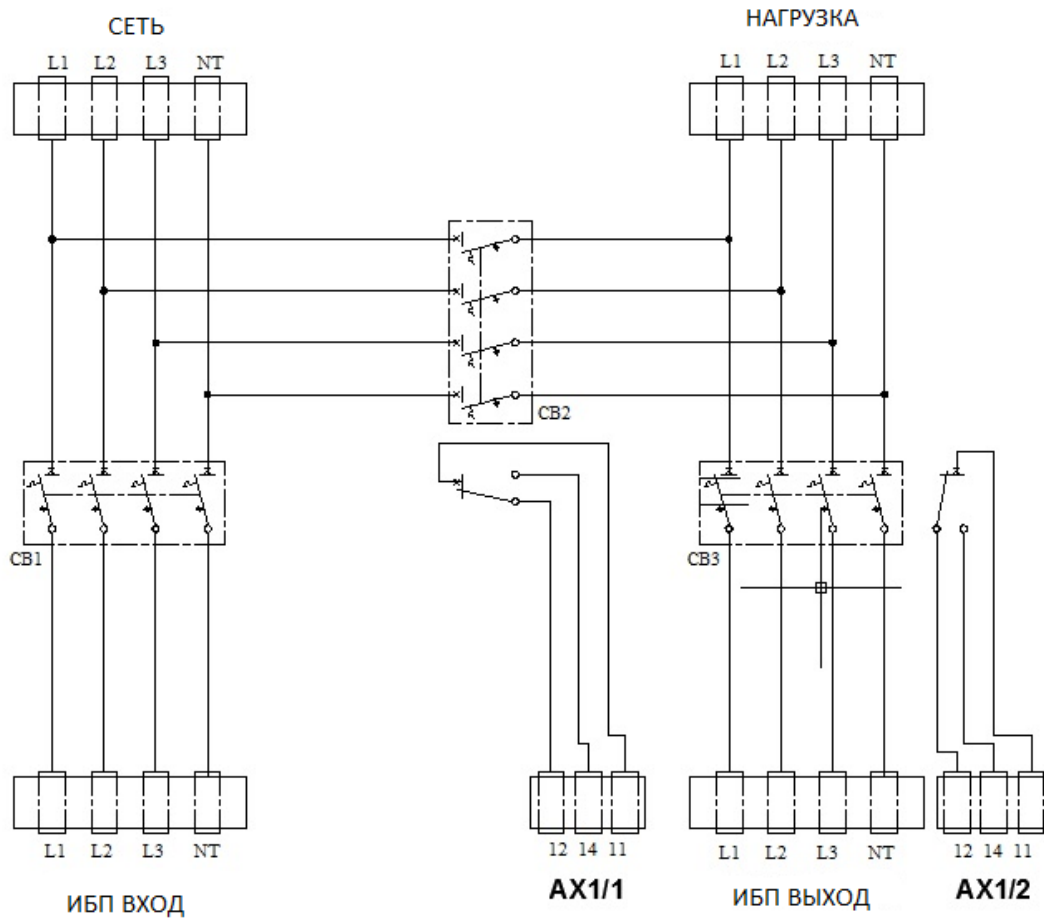 СЕТЬ
НАГРУЗКА
L1 L2 L3 NT
L1 L2 L3 NT
CB2
CB1
CB3
L1 L2 L3 NT
12 14 11
L1 L2 L3 NT
12 14 11
ИБП ВХОД
AX1/1
ИБП ВЫХОД
AX1/2